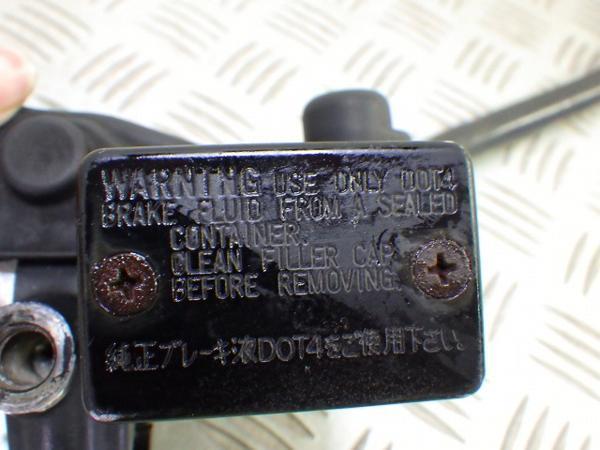 WARNING USE ONLY DOT4
BRAKE FLUID FROM A SEALED
CONTAINER.
CLEAN FILLER CAP
BEFORE REMOVING.
純正ブレーキ液DOT4をご使用下さい